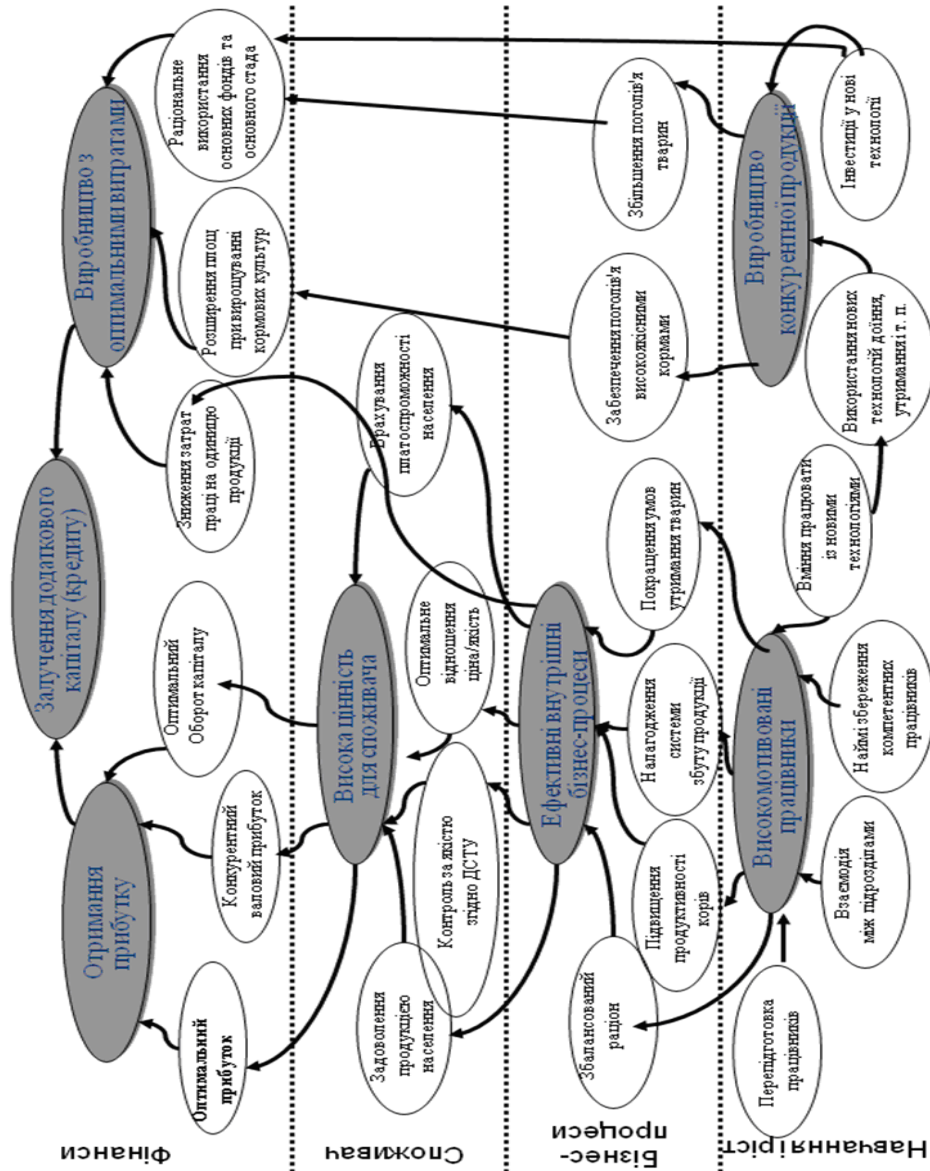 Фінанси
Залучення додаткового
капіталу (кредиту)
Отримання
прибутку
Виробництво з
оптимальними витратами
Оптимальний
прибуток
Конкурентний
валовий прибуток
Оптимальний
Оборот капіталу
Зниження затрат
праці на одиницю
продукції
Розширення площ
при вирощуванні
кормових культур
Раціональне
використання
основних фондів та
основного стада
Споживач
Висока цінність
для споживача
Задоволення
продукцією
населення
Контроль за якістю
згідно ДСТУ
Оптимальне
відношення
ціна/якість
Врахування
платоспроможності
населення
Бізнес-
процеси
Ефективні внутрішні
бізнес-процеси
Збалансований
раціон
Підвищення
продуктивності
корів
Налагодження
системи
збуту продукції
Покращення умов
утримання тварин
Забезпечення поголів'я
високоякісними
кормами
Збільшення поголів'я
тварин
Навчання і ріст
Високомотивовані
працівники
Виробництво
конкурентної продукції
Перепідготовка
працівників
Взаємодія
між підрозділами
Найм і збереження
компетентних
працівників
Вміння працювати
із новими
технологіями
Використання нових
технологій доїння,
утримання і т. п.
Інвестиції у нові
технології